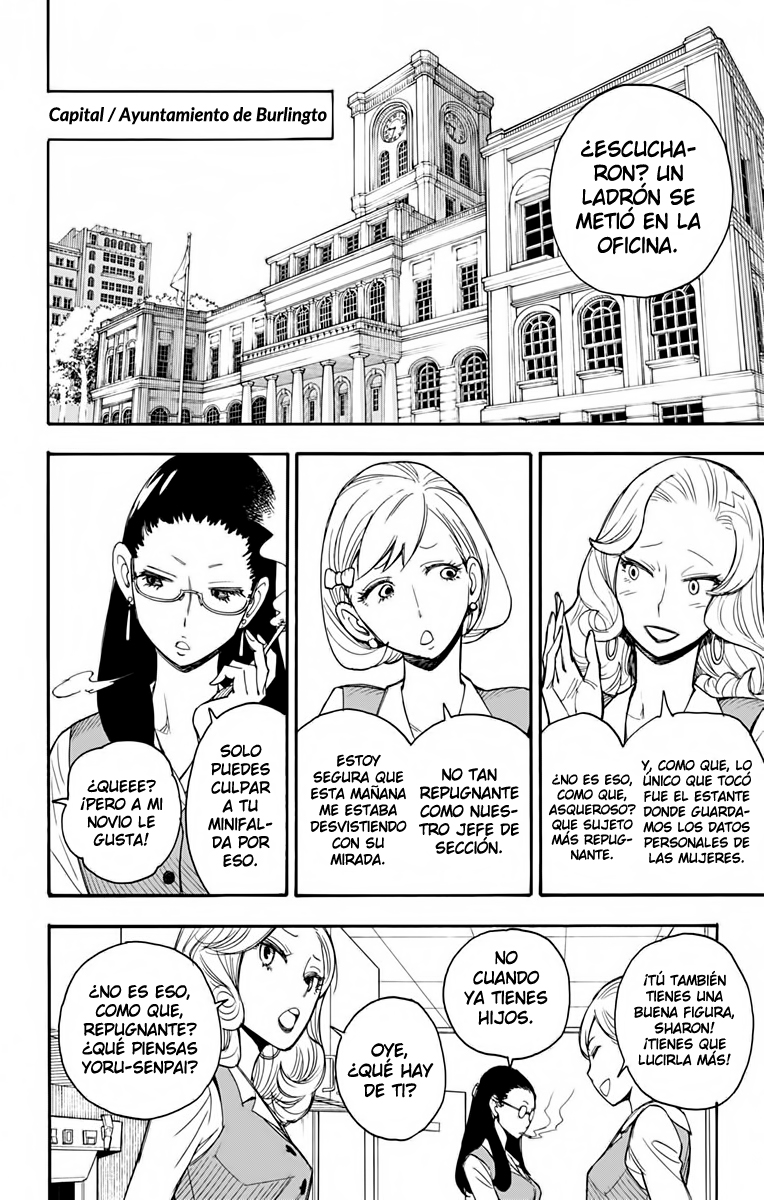 Capital / Ayuntamiento de Burlingto
¿ESCUCHA-
RON? UN
LADRÓN SE
METIÓ EN LA
OFICINA.
Y, COMO QUE, LO
ÚNICO QUE TOCÓ
FUE EL ESTANTE
DONDE GUARDA-
MOS LOS DATOS
PERSONALES DE
LAS MUJERES.
¿NO ES ESO,
COMO QUE,
ASQUEROSO?
QUE SUJETO
MÁS REPUG-
NANTE.
NO TAN
REPUGNANTE
COMO NUES-
TRO JEFE DE
SECCIÓN.
ESTOY
SEGURA QUE
ESTA MAÑANA
ME ESTABA
DESVISTIENDO
CON SU
MIRADA.
SOLO
PUEDES
CULPAR
A TU
MINIFAL-
DA POR
ESO.
¿QUEEE?
¡PERO A MI
NOVIO LE
GUSTA!
¡TÚ TAMBIÉN
TIENES UNA
BUENA FIGURA,
SHARON!
¡TIENES QUE
LUCIRLA MÁS!
NO
CUANDO
YA TIENES
HIJOS.
OYE,
¿QUÉ HAY
DE TI?
¿NO ES ESO,
COMO QUE,
REPUGNANTE?
¿QUÉ PIENSAS
YORU-SENPAI?